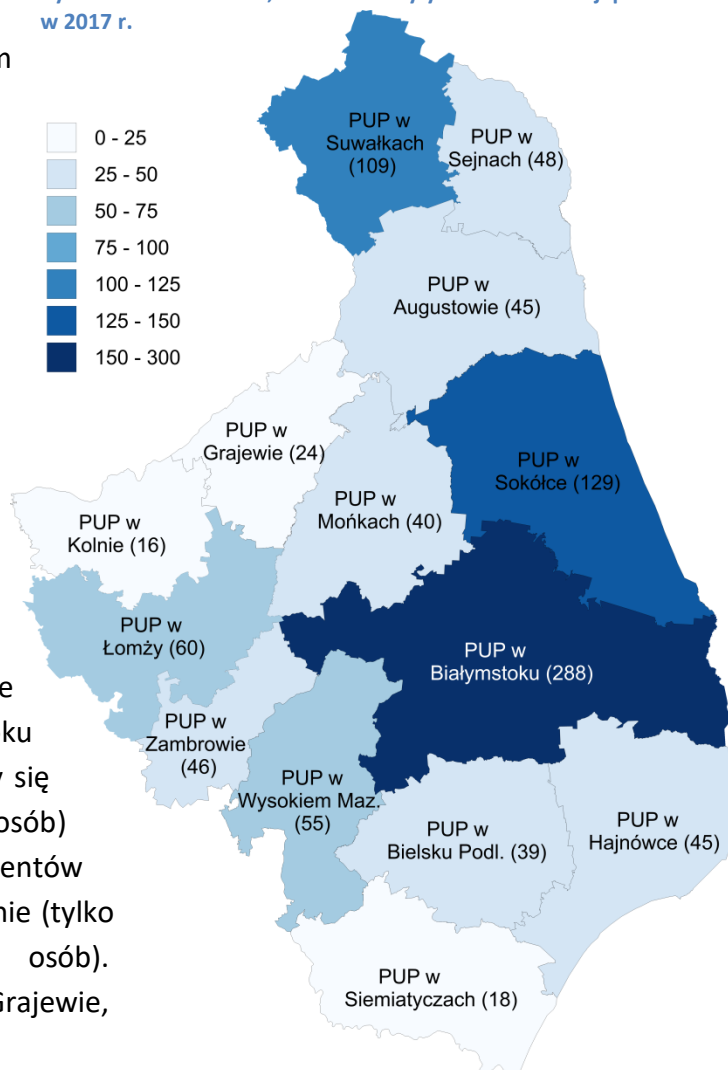 w 2017 r.
0 - 25
25 - 50
50 - 75
75 - 100
100 - 125
125 - 150
150 - 300
PUP w
Suwałkach
(109)
PUP w
Sejnach (48)
PUP w
Augustowie (45)
PUP w
Grajewie (24)
PUP w
Sokółce (129)
PUP w
Mońkach (40)
PUP w
Kolnie (16)
PUP w
Łomży (60)
PUP w
Białymstoku (288)
PUP w
Zambrowie
(46)
PUP w
Wysokiem Maz.
(55)
PUP w
Bielsku Podl. (39)
PUP w
Hajnówce (45)
PUP w
Siemiatyczach (18)
się
osób)
nie (tylko
osób).
Grajewie,